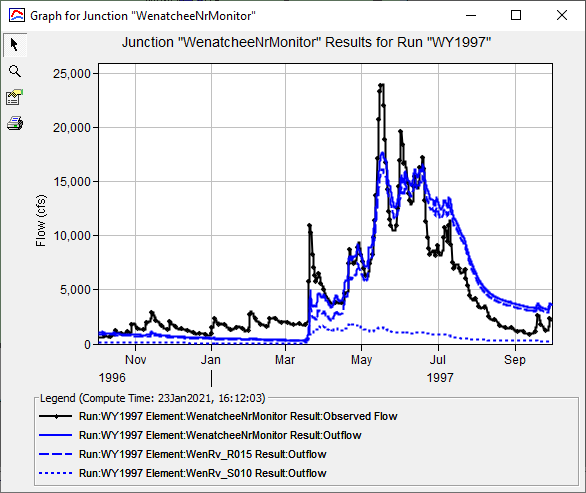 Graph for Junction "WenatcheeNrMonitor"
Junction "WenatcheeNrMonitor" Results for Run "WY1997"
25,000
20,000
15,000
10,000
5,000
0
Flow (cfs)
Nov Jan Mar May Jul Sep
1996 1997
Legend (Compute Time: 23Jan2021, 16:12:03)
Run:WY1997 Element:WenatcheeNrMonitor Result:Observed Flow
Run:WY1997 Element:WenatcheeNrMonitor Result:Outflow
Run:WY1997 Element:WenRv_R015 Result:Outflow
Run:WY1997 Element:WenRv_S010 Result:Outflow